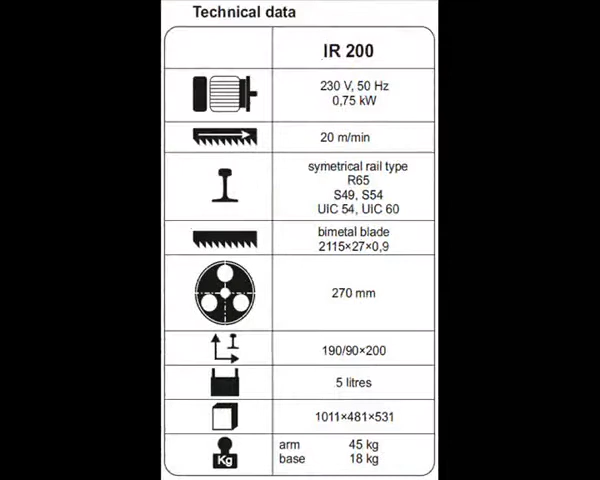 Technical data
IR 200
230 V, 50 Hz
0,75 kW
20 m/min
symetrical rail type
R65
S49, S54
UIC 54, UIC 60
bimetal blade
2115×27×0,9
270 mm
190/90×200
5 litres
1011×481×531
Kg
arm 45 kg
base 18 kg